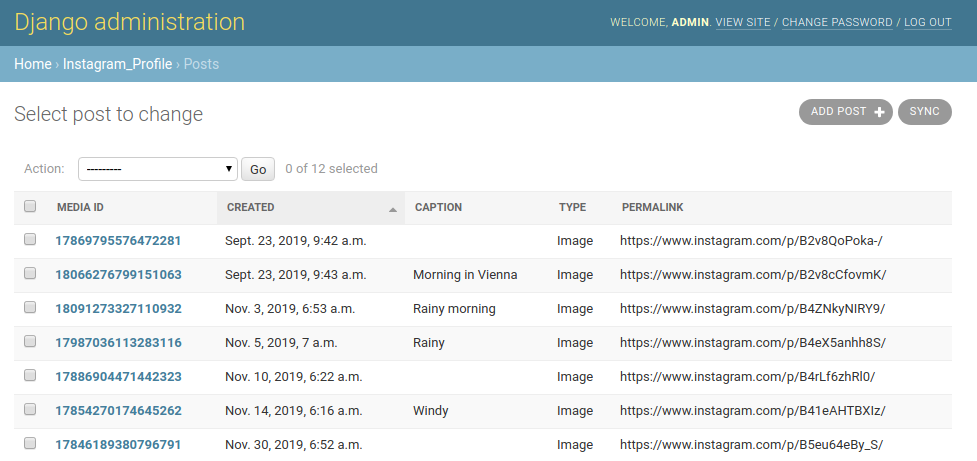 Django administration
WELCOME, ADMIN. VIEW SITE / CHANGE PASSWORD / LOG OUT
Home › Instagram_Profile › Posts
Select post to change
ADD POST +
SYNC
Action: --------- Go 0 of 12 selected
MEDIA ID CREATED CAPTION TYPE PERMALINK
17869795576472281 Sept. 23, 2019, 9:42 a.m. Image https://www.instagram.com/p/B2v8QoPoka-/
18066276799151063 Sept. 23, 2019, 9:43 a.m. Morning in Vienna Image https://www.instagram.com/p/B2v8cCfovmK/
18091273327110932 Nov. 3, 2019, 6:53 a.m. Rainy morning Image https://www.instagram.com/p/B4ZNkyNIRY9/
17987036113283116 Nov. 5, 2019, 7 a.m. Rainy Image https://www.instagram.com/p/B4eX5anhh8S/
17886904471442323 Nov. 10, 2019, 6:22 a.m. Image https://www.instagram.com/p/B4rLf6zhRl0/
17854270174645262 Nov. 14, 2019, 6:16 a.m. Windy Image https://www.instagram.com/p/B41eAHTBXIz/
17846189380796791 Nov. 30, 2019, 6:52 a.m. Image https://www.instagram.com/p/B5eu64eBy_S/